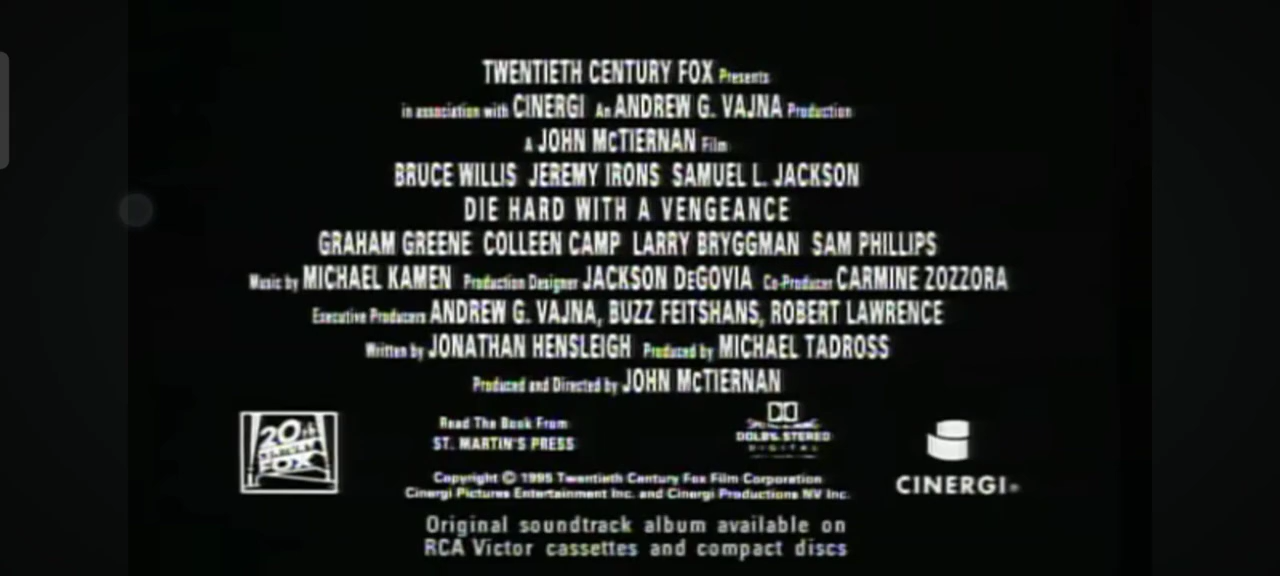 TWENTIETH CENTURY FOX Presents
in association with CINERGI An ANDREW G. VAJNA Production
A JOHN McTIERNAN Film
BRUCE WILLIS JEREMY IRONS SAMUEL L. JACKSON
DIE HARD WITH A VENGEANCE
GRAHAM GREENE COLLEEN CAMP LARRY BRYGGMAN SAM PHILLIPS
Music by MICHAEL KAMEN Production Designer JACKSON DeGOVIA Co-Producer CARMINE ZOZZORA
Executive Producers ANDREW G. VAJNA, BUZZ FEITSHANS, ROBERT LAWRENCE
Written by JONATHAN HENSLEIGH Produced by MICHAEL TADROSS
Produced and Directed by JOHN McTIERNAN
20th CENTURY FOX
Read The Book From
ST. MARTIN'S PRESS
DOLBY STEREO
DIGITAL
CINERGI
Copyright © 1995 Twentieth Century Fox Film Corporation
Cinergi Pictures Entertainment Inc. and Cinergi Productions NV Inc.
Original soundtrack album available on
RCA Victor cassettes and compact discs